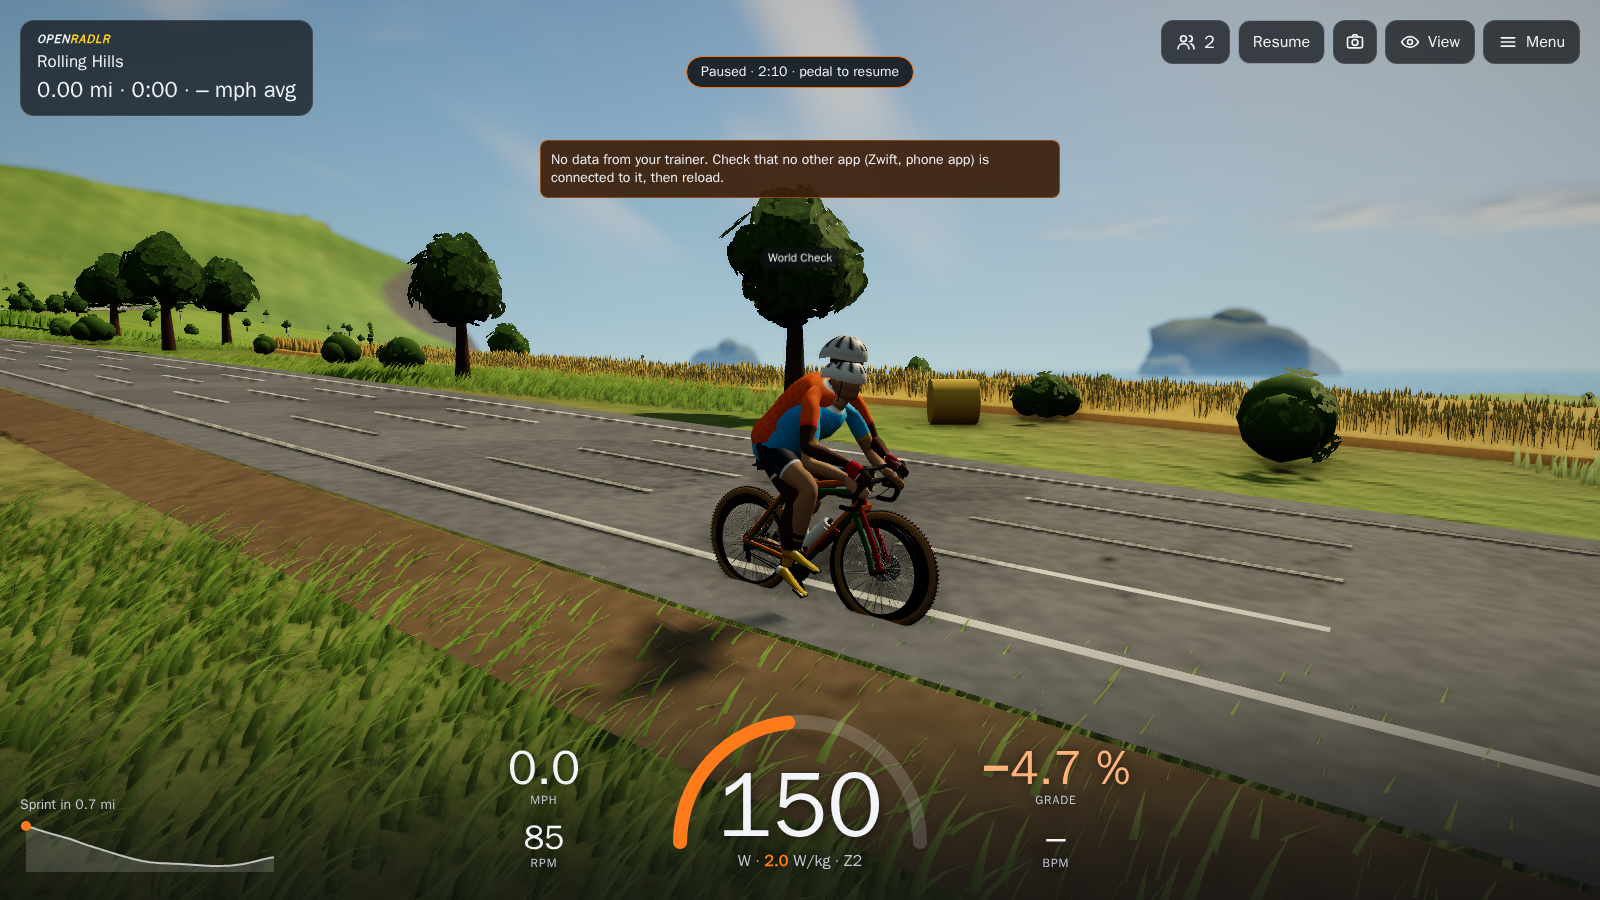 OPENRADLR
Rolling Hills
0.00 mi · 0:00 · – mph avg
2
Resume
View
Menu
Paused · 2:10 · pedal to resume
No data from your trainer. Check that no other app (Zwift, phone app) is
connected to it, then reload.
World Check
Sprint in 0.7 mi
0.0
MPH
85
RPM
150
W · 2.0 W/kg · Z2
–4.7 %
GRADE
–
BPM